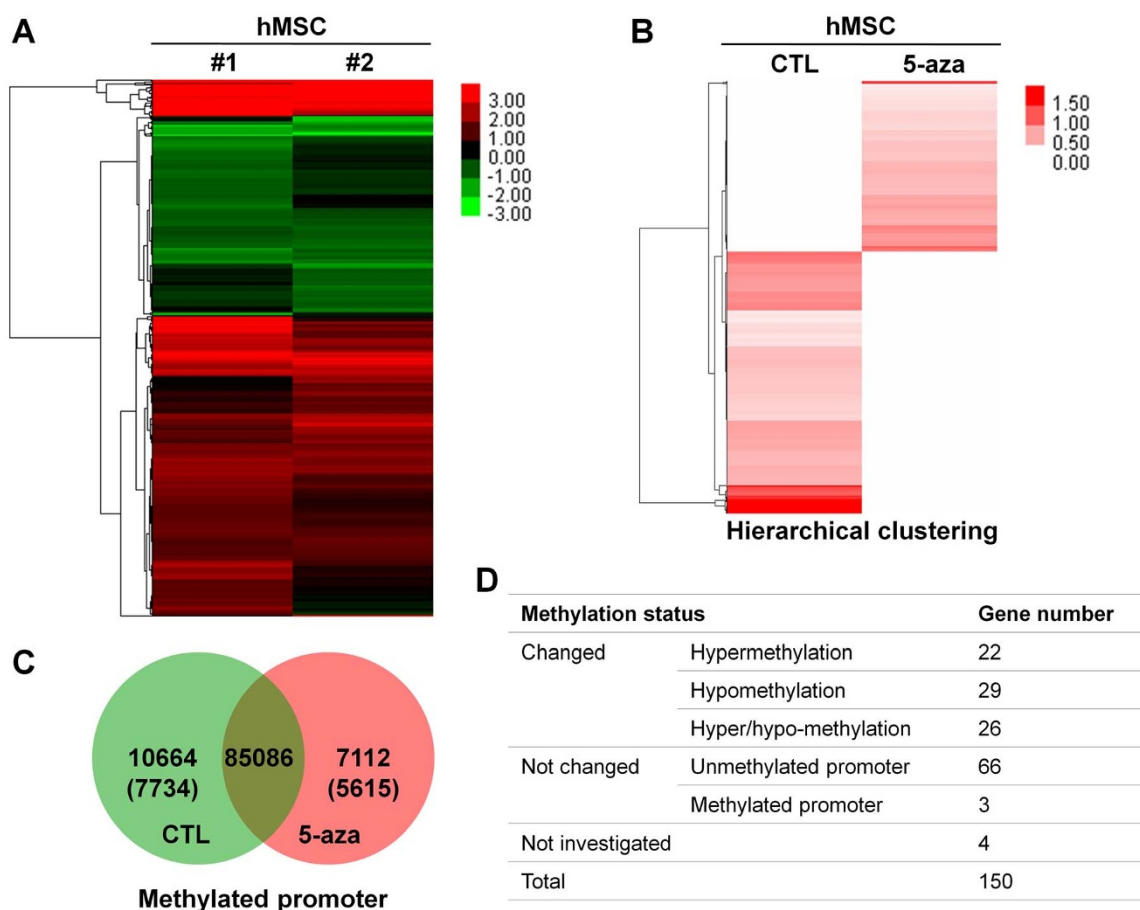 A
hMSC
#1 #2
3.00
2.00
1.00
0.00
-1.00
-2.00
-3.00
B
hMSC
CTL 5-aza
1.50
1.00
0.50
0.00
Hierarchical clustering
C
10664 85086 7112
(7734) (5615)
CTL 5-aza
Methylated promoter
D
Methylation status Gene number
Changed Hypermethylation 22
Hypomethylation 29
Hyper/hypo-methylation 26
Not changed Unmethylated promoter 66
Methylated promoter 3
Not investigated 4
Total 150